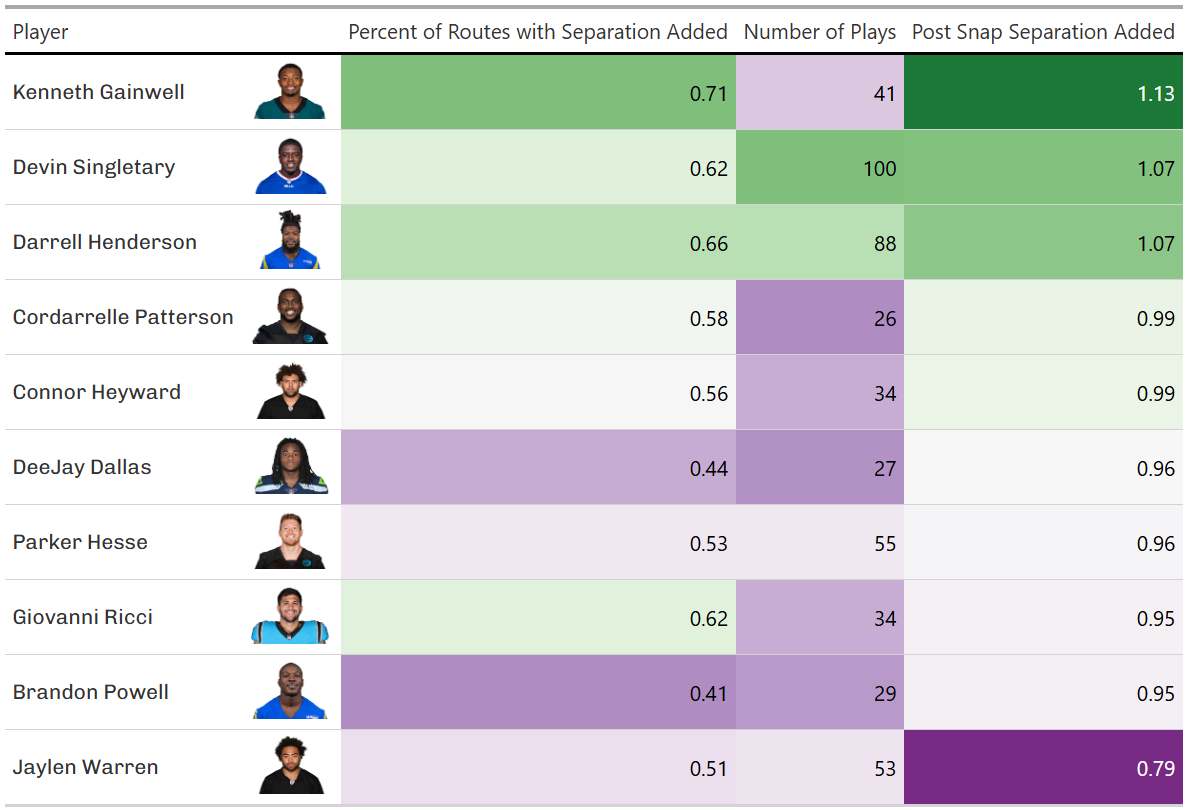 Player Percent of Routes with Separation Added Number of Plays Post Snap Separation Added
Kenneth Gainwell 0.71 41 1.13
Devin Singletary 0.62 100 1.07
Darrell Henderson 0.66 88 1.07
Cordarrelle Patterson 0.58 26 0.99
Connor Heyward 0.56 34 0.99
DeeJay Dallas 0.44 27 0.96
Parker Hesse 0.53 55 0.96
Giovanni Ricci 0.62 34 0.95
Brandon Powell 0.41 29 0.95
Jaylen Warren 0.51 53 0.79